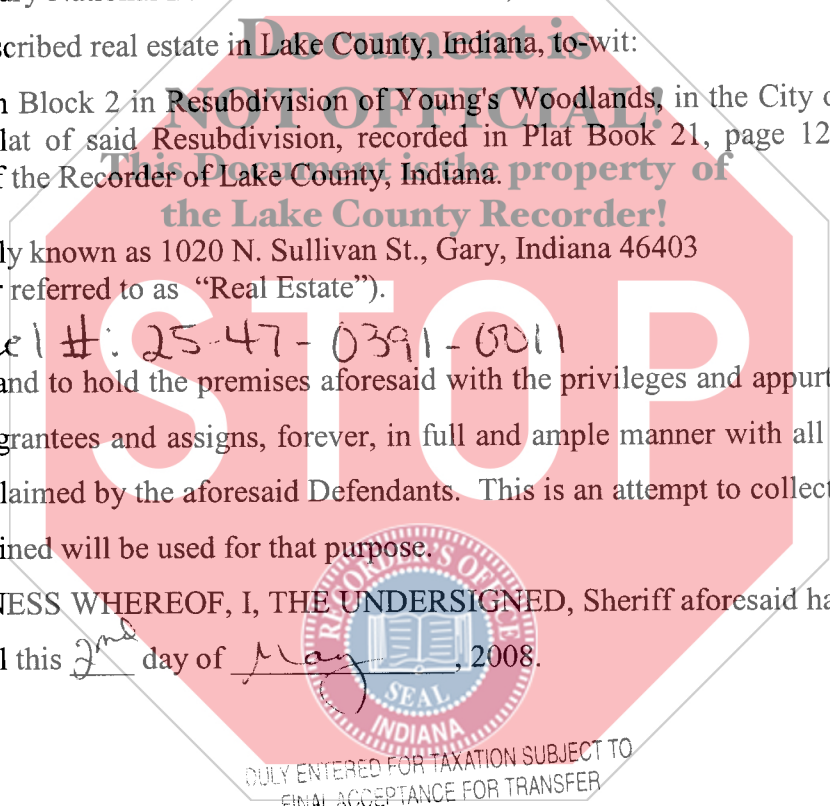 Document is
scribed real estate in Lake County, Indiana, to-wit:
n Block 2 in Resubdivision of Young's Woodlands, in the City o
NOT OFFICIAL!
lat of said Resubdivision, recorded in Plat Book 21, page 12
This Document is the property of
f the Recorder of Lake County, Indiana.
the Lake County Recorder!
ly known as 1020 N. Sullivan St., Gary, Indiana 46403
r referred to as "Real Estate").
STOP
el #: 25-47-0391-0011
and to hold the premises aforesaid with the privileges and appurt
grantees and assigns, forever, in full and ample manner with all
laimed by the aforesaid Defendants. This is an attempt to collect
ined will be used for that purpose.
RECORDER'S OFFICE
NESS WHEREOF, I, THE UNDERSIGNED, Sheriff aforesaid ha
l this 2nd day of May, 2008.
SEAL
INDIANA
DULY ENTERED FOR TAXATION SUBJECT TO
FINAL ACCEPTANCE FOR TRANSFER